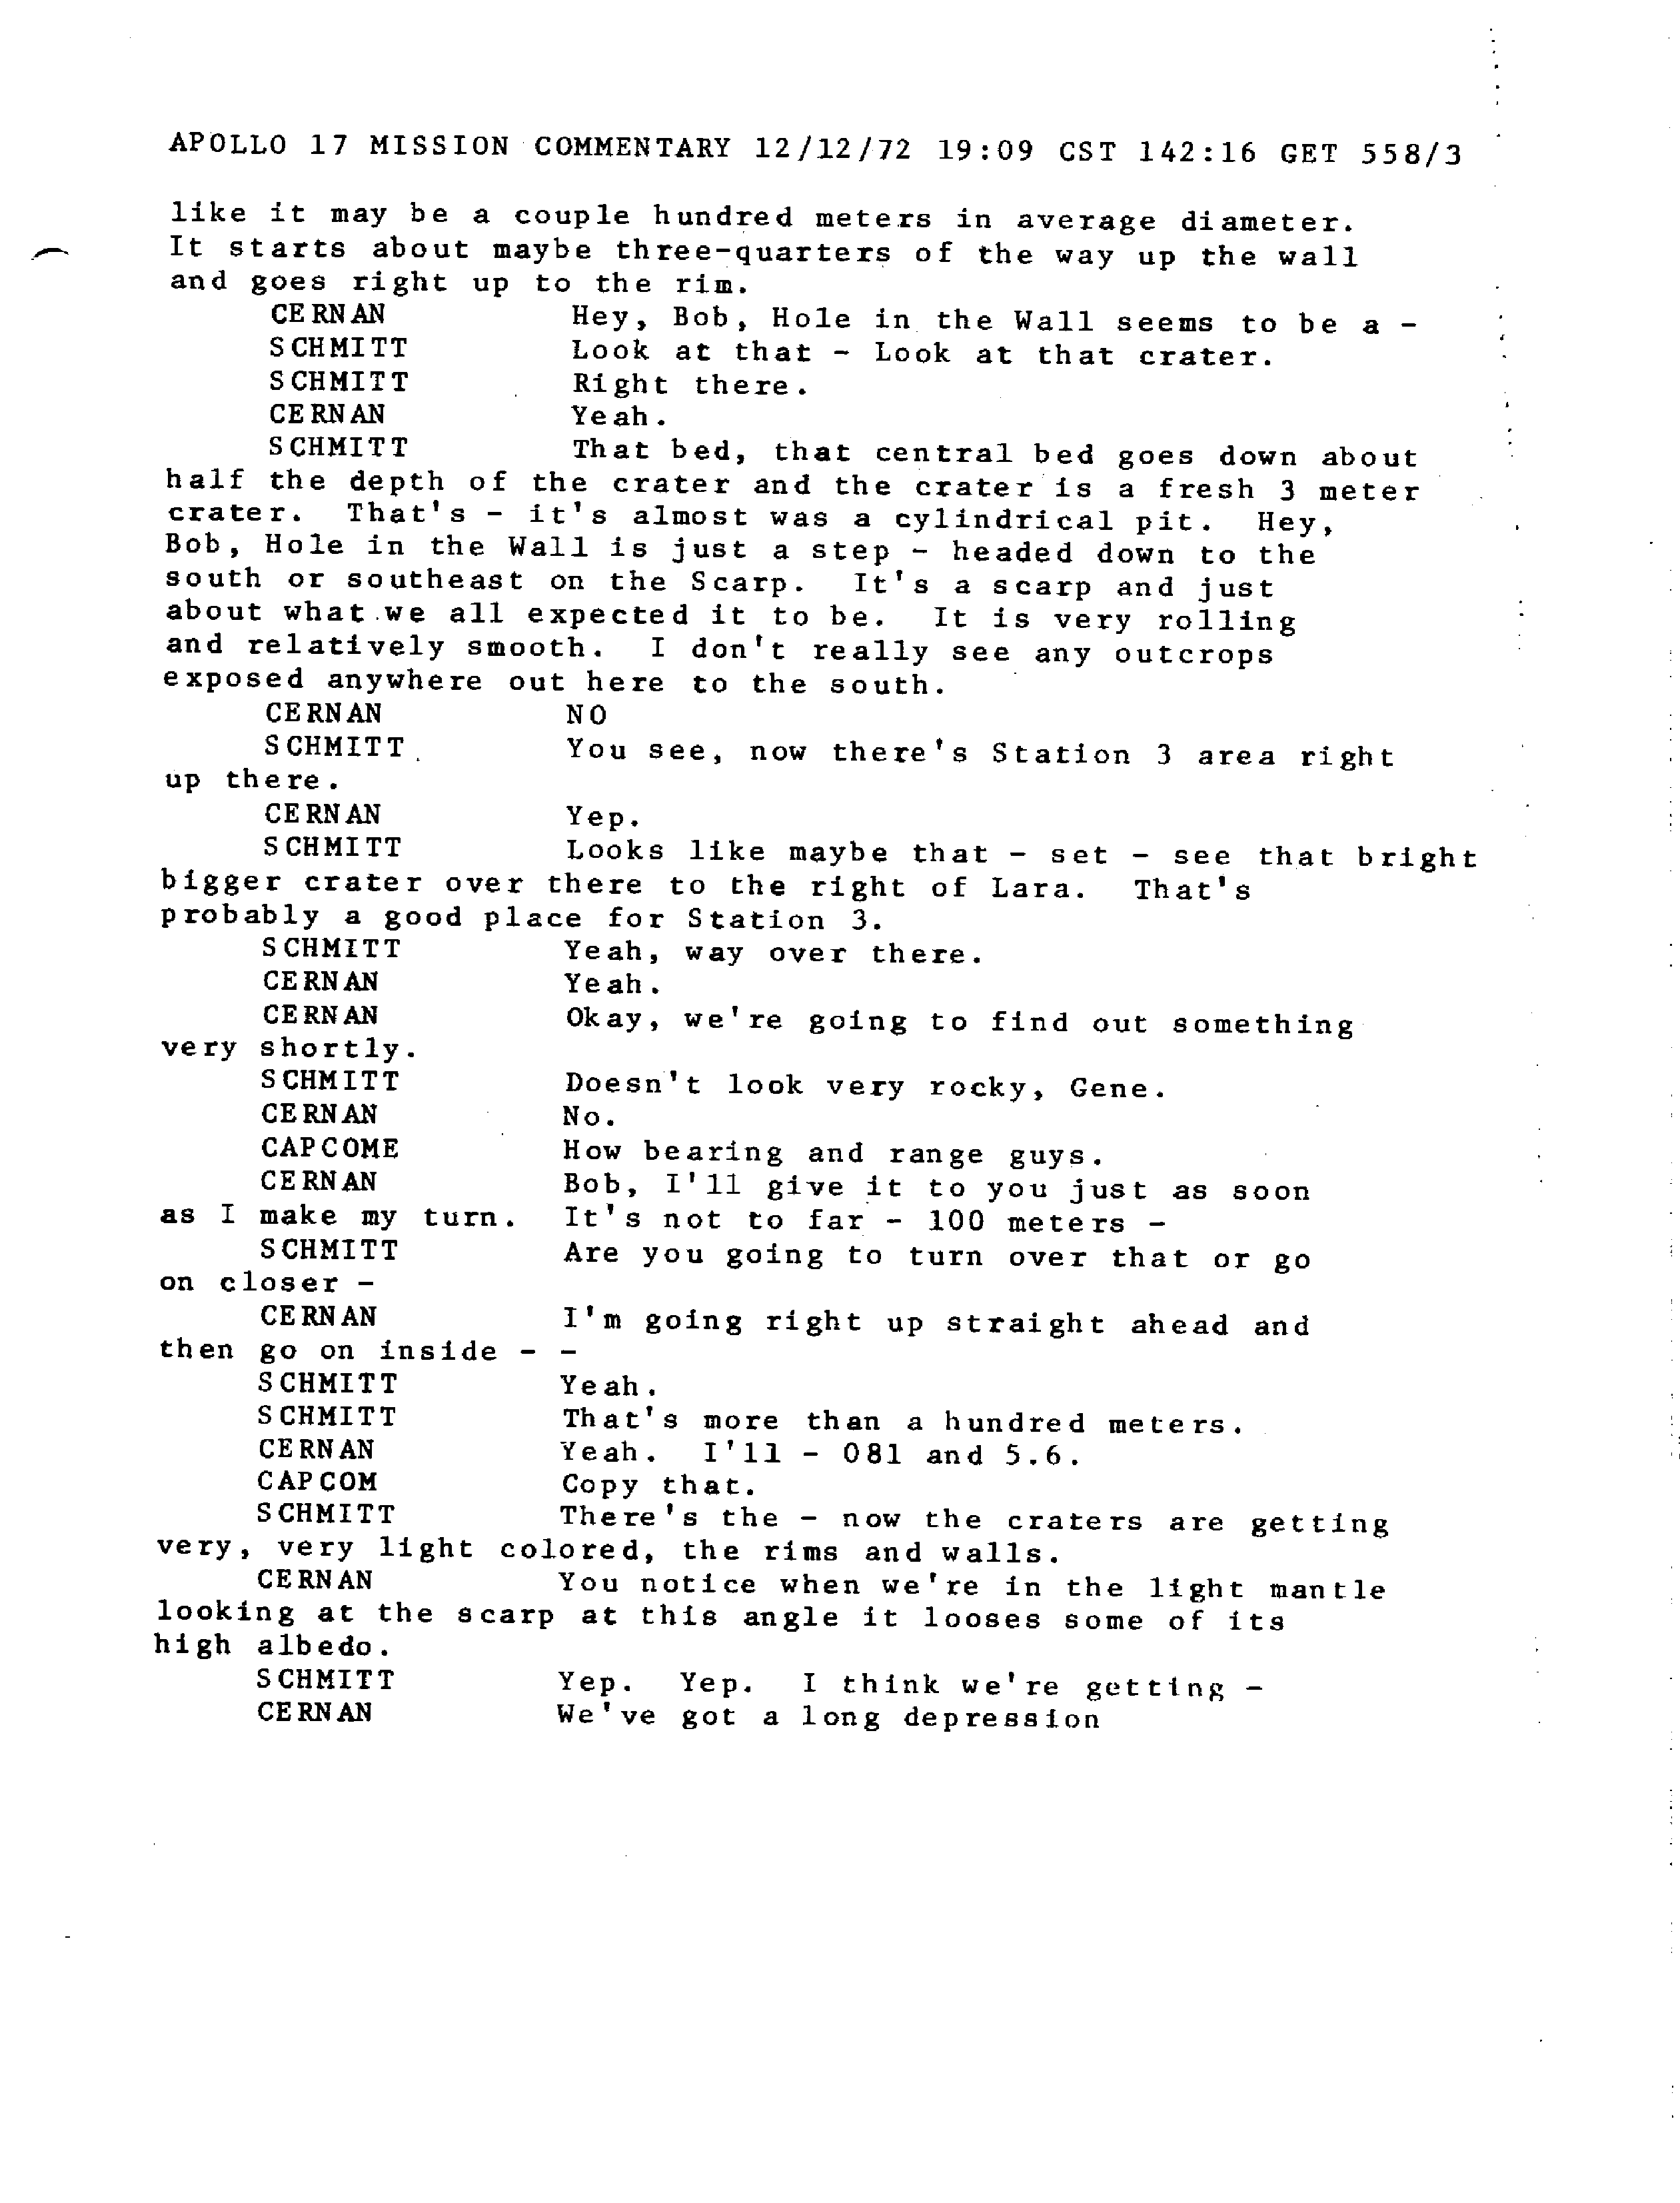 APOLLO 17 MISSION COMMENTARY 12/12/72 19:09 CST 142:16 GET 558/3
like it may be a couple hundred meters in average diameter.
It starts about maybe three-quarters of the way up the wall
and goes right up to the rim.
CERNAN Hey, Bob, Hole in the Wall seems to be a -
SCHMITT Look at that - Look at that crater.
SCHMITT Right there.
CERNAN Yeah.
SCHMITT That bed, that central bed goes down about
half the depth of the crater and the crater is a fresh 3 meter
crater. That's - it's almost was a cylindrical pit. Hey,
Bob, Hole in the Wall is just a step - headed down to the
south or southeast on the Scarp. It's a scarp and just
about what we all expected it to be. It is very rolling
and relatively smooth. I don't really see any outcrops
exposed anywhere out here to the south.
CERNAN NO
SCHMITT You see, now there's Station 3 area right
up there.
CERNAN Yep.
SCHMITT Looks like maybe that - set - see that bright
bigger crater over there to the right of Lara. That's
probably a good place for Station 3.
SCHMITT Yeah, way over there.
CERNAN Yeah.
CERNAN Okay, we're going to find out something
very shortly.
SCHMITT Doesn't look very rocky, Gene.
CERNAN No.
CAPCOME How bearing and range guys.
CERNAN Bob, I'll give it to you just as soon
as I make my turn. It's not to far - 100 meters -
SCHMITT Are you going to turn over that or go
on closer -
CERNAN I'm going right up straight ahead and
then go on inside - -
SCHMITT Yeah.
SCHMITT That's more than a hundred meters.
CERNAN Yeah. I'll - 081 and 5.6.
CAPCOM Copy that.
SCHMITT There's the - now the craters are getting
very, very light colored, the rims and walls.
CERNAN You notice when we're in the light mantle
looking at the scarp at this angle it looses some of its
high albedo.
SCHMITT Yep. Yep. I think we're getting -
CERNAN We've got a long depression